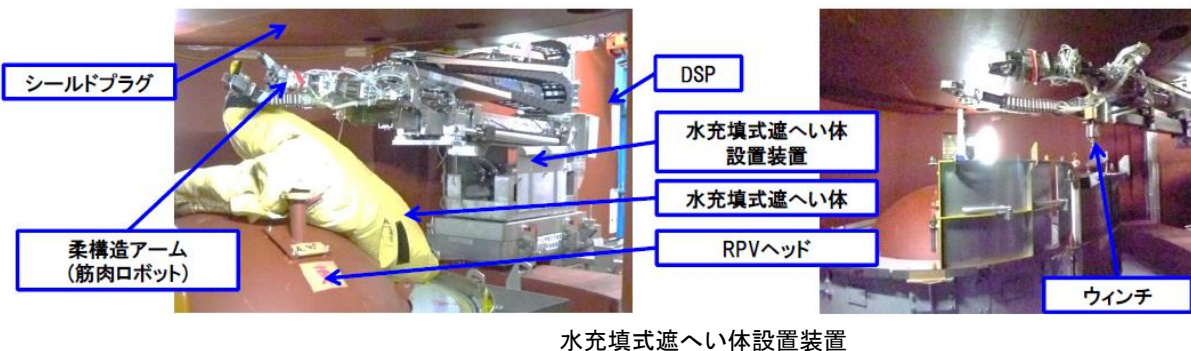 シールドプラグ
DSP
水充填式遮へい体
設置装置
水充填式遮へい体
柔構造アーム
(筋肉ロボット)
RPVヘッド
ウィンチ
水充填式遮へい体設置装置